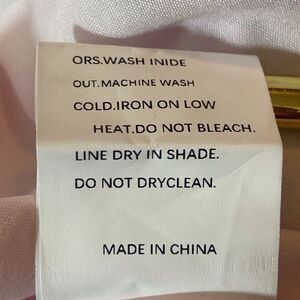 ORS.WASH INIDE
OUT.MACHINE WASH
COLD.IRON ON LOW
HEAT.DO NOT BLEACH.
LINE DRY IN SHADE.
DO NOT DRYCLEAN.
MADE IN CHINA